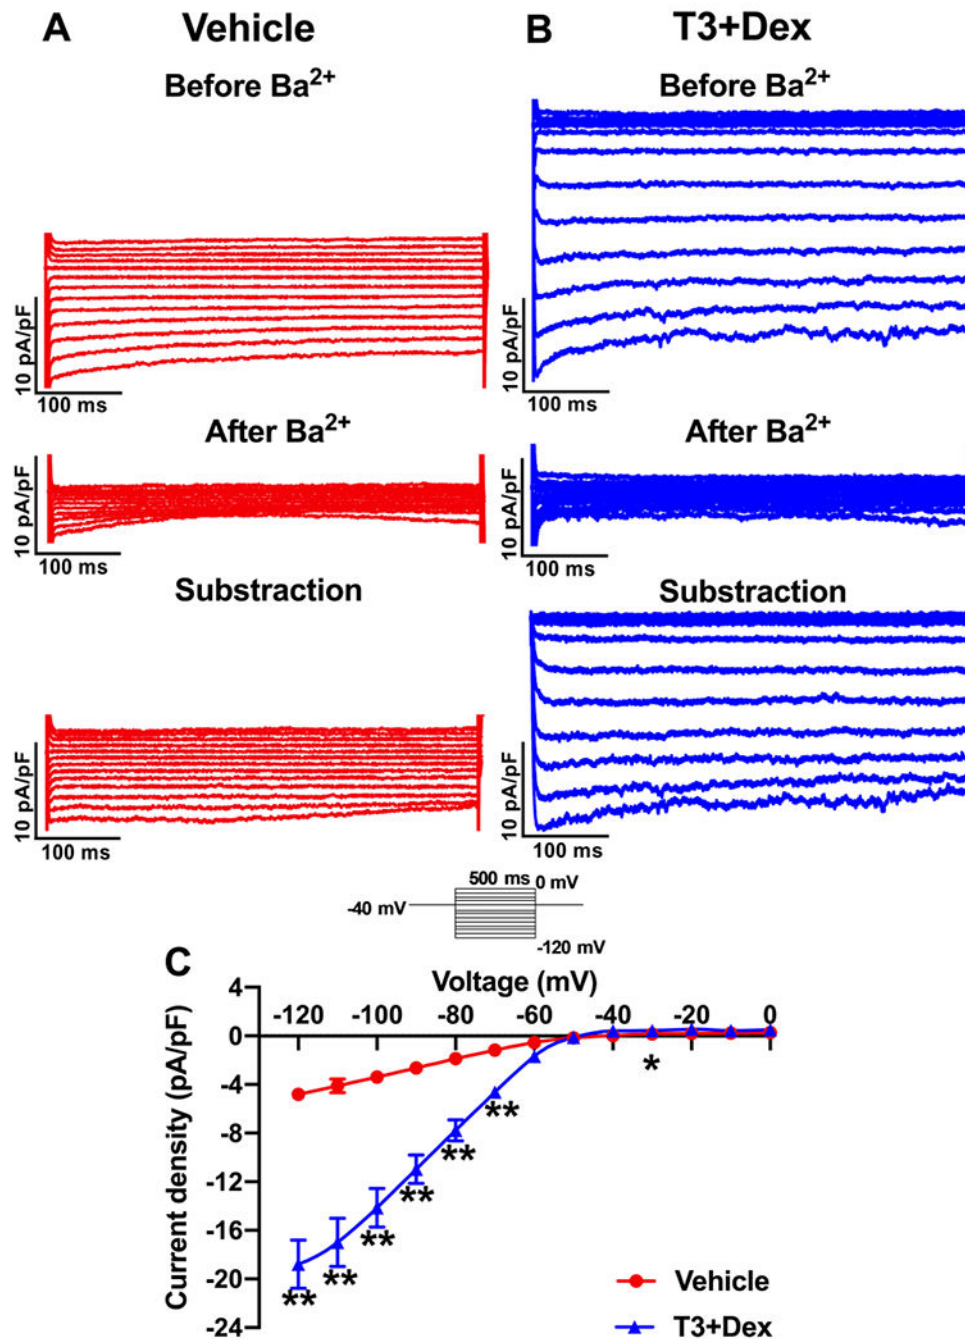 A Vehicle
B T3+Dex
Before Ba2+
Before Ba2+
10 pA/pF
100 ms
10 pA/pF
100 ms
After Ba2+
After Ba2+
10 pA/pF
100 ms
10 pA/pF
100 ms
Substraction
Substraction
10 pA/pF
100 ms
10 pA/pF
100 ms
500 ms 0 mV
-40 mV
-120 mV
C
Voltage (mV)
-120 -100 -80 -60 -40 -20 0
Current density (pA/pF)
4
0
-4
-8
-12
-16
-20
-24
*
**
**
**
**
**
**
Vehicle
T3+Dex